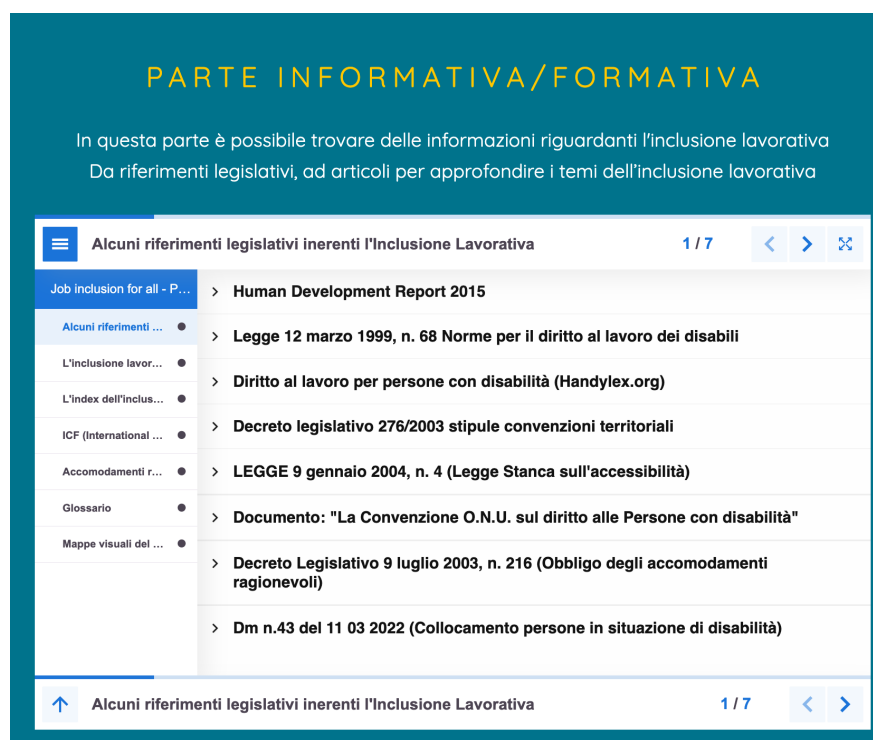 PARTE INFORMATIVA/FORMATIVA
In questa parte è possibile trovare delle informazioni riguardanti l'inclusione lavorativa
Da riferimenti legislativi, ad articoli per approfondire i temi dell'inclusione lavorativa
Alcuni riferimenti legislativi inerenti l'Inclusione Lavorativa
1 / 7
Job inclusion for all - P...
Alcuni riferimenti ...
L'inclusione lavor...
L'index dell'inclus...
ICF (International ...
Accomodamenti r...
Glossario
Mappe visuali del ...
Human Development Report 2015
Legge 12 marzo 1999, n. 68 Norme per il diritto al lavoro dei disabili
Diritto al lavoro per persone con disabilità (Handylex.org)
Decreto legislativo 276/2003 stipule convenzioni territoriali
LEGGE 9 gennaio 2004, n. 4 (Legge Stanca sull'accessibilità)
Documento: "La Convenzione O.N.U. sul diritto alle Persone con disabilità"
Decreto Legislativo 9 luglio 2003, n. 216 (Obbligo degli accomodamenti
ragionevoli)
Dm n.43 del 11 03 2022 (Collocamento persone in situazione di disabilità)
Alcuni riferimenti legislativi inerenti l'Inclusione Lavorativa
1 / 7